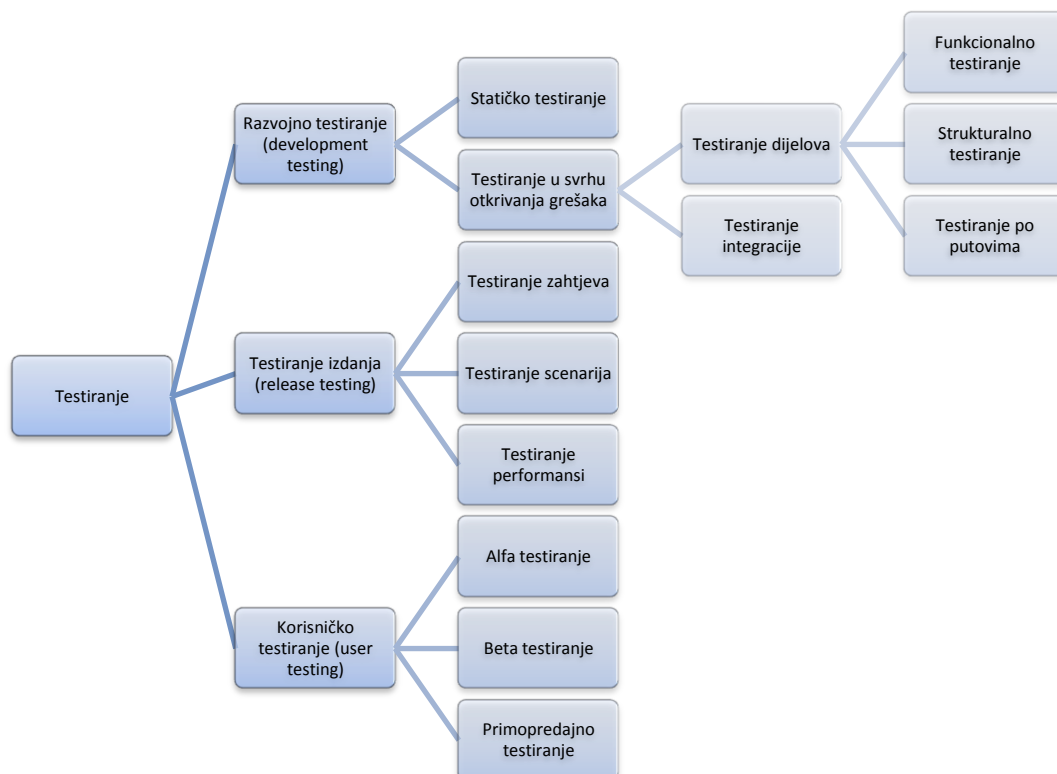 Testiranje
Razvojno testiranje
(development
testing)
Statičko testiranje
Testiranje u svrhu
otkrivanja grešaka
Testiranje dijelova
Funkcionalno
testiranje
Strukturalno
testiranje
Testiranje po
putovima
Testiranje
integracije
Testiranje izdanja
(release testing)
Testiranje zahtjeva
Testiranje scenarija
Testiranje
performansi
Korisničko
testiranje (user
testing)
Alfa testiranje
Beta testiranje
Primopredajno
testiranje